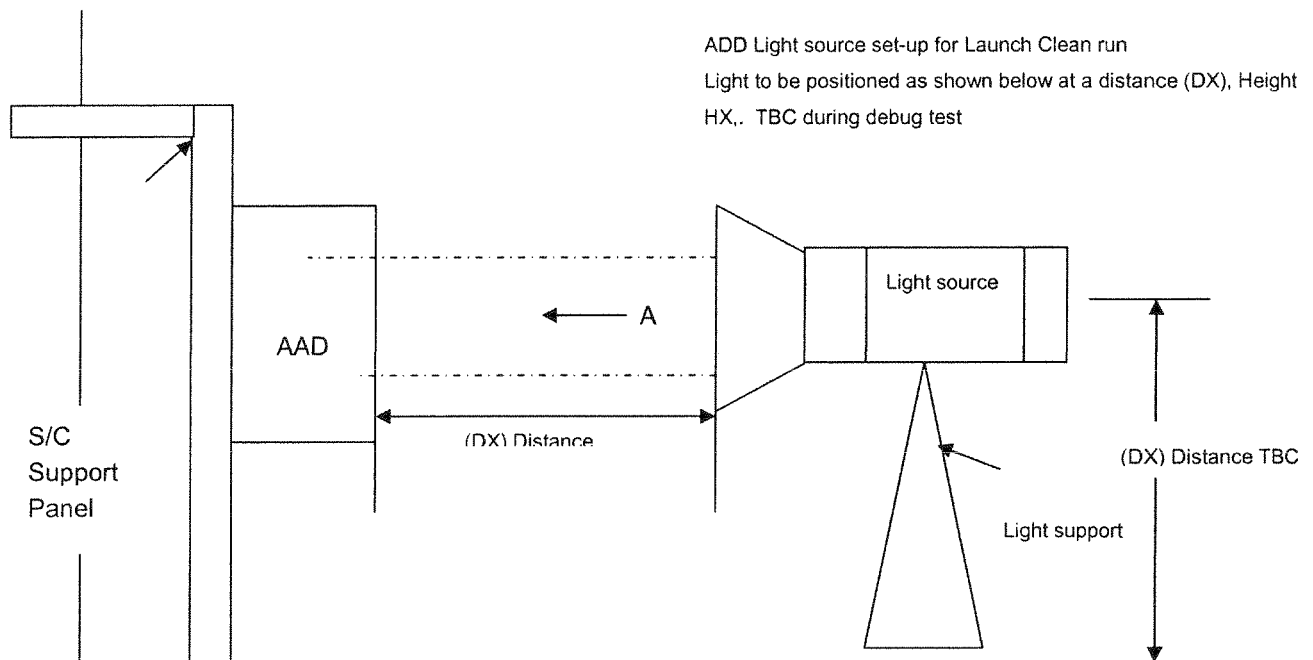 ADD Light source set-up for Launch Clean run
Light to be positioned as shown below at a distance (DX), Height
HX,. TBC during debug test
Light source
A
AAD
(DX) Distance
S/C
Support
Panel
(DX) Distance TBC
Light support